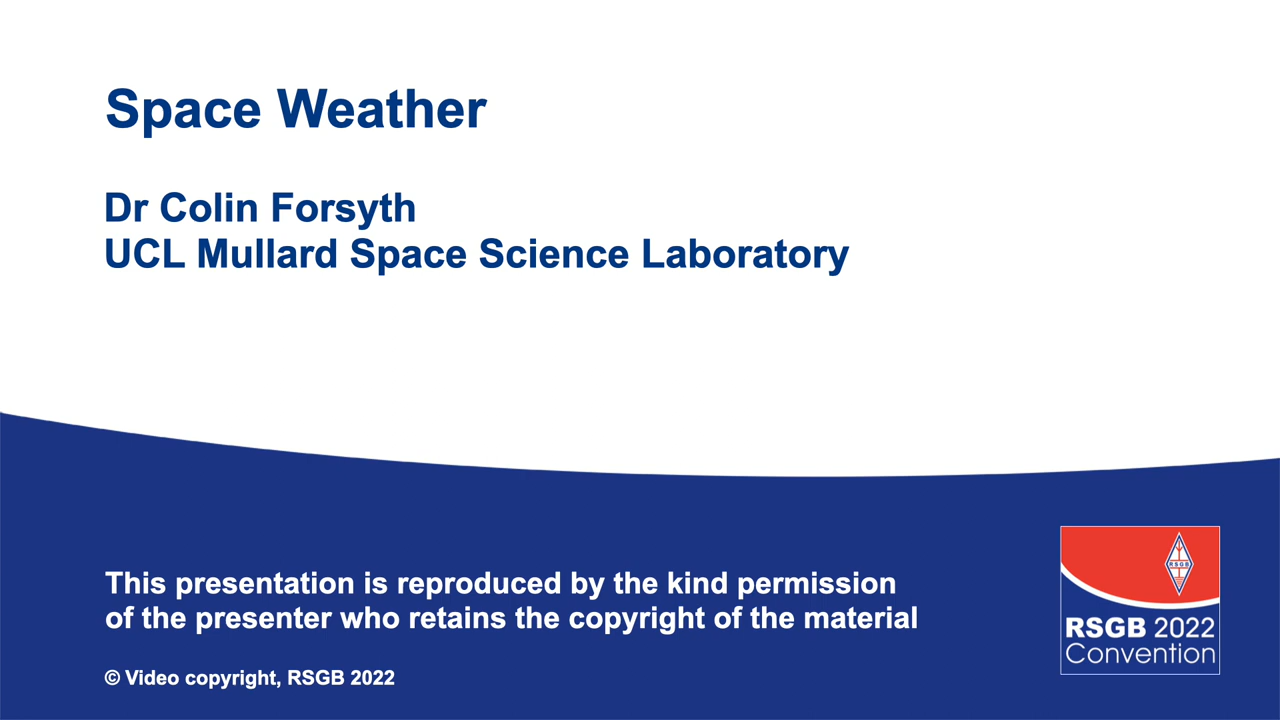 Space Weather
Dr Colin Forsyth
UCL Mullard Space Science Laboratory
This presentation is reproduced by the kind permission
of the presenter who retains the copyright of the material
© Video copyright, RSGB 2022
RSGB
RSGB 2022
Convention